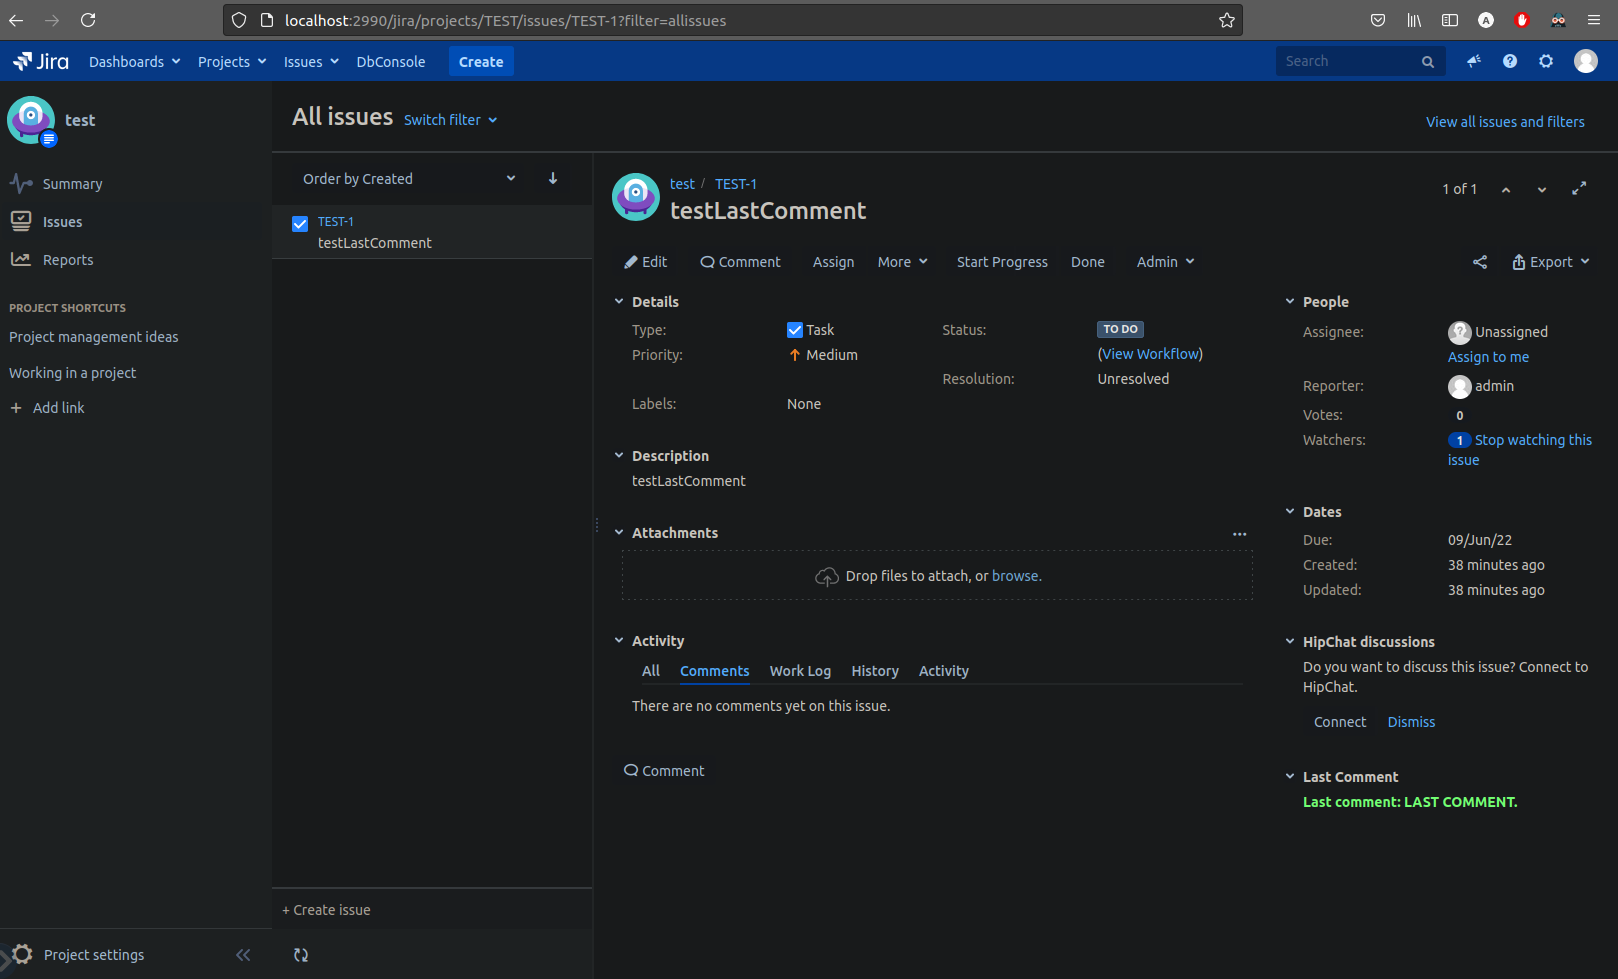 localhost:2990/jira/projects/TEST/issues/TEST-1?filter=allissues
Jira Dashboards Projects Issues DbConsole Create Search
test
Summary
Issues
Reports
PROJECT SHORTCUTS
Project management ideas
Working in a project
+ Add link
Project settings
All issues Switch filter
View all issues and filters
Order by Created
TEST-1
testLastComment
+ Create issue
test / TEST-1
testLastComment
1 of 1
Edit Comment Assign More Start Progress Done Admin Export
Details
Type: Task
Status: TO DO
(View Workflow)
Priority: Medium
Resolution: Unresolved
Labels: None
Description
testLastComment
Attachments
Drop files to attach, or browse.
Activity
All Comments Work Log History Activity
There are no comments yet on this issue.
Comment
People
Assignee: Unassigned
Assign to me
Reporter: admin
Votes: 0
Watchers: 1 Stop watching this
issue
Dates
Due: 09/Jun/22
Created: 38 minutes ago
Updated: 38 minutes ago
HipChat discussions
Do you want to discuss this issue? Connect to
HipChat.
Connect Dismiss
Last Comment
Last comment: LAST COMMENT.